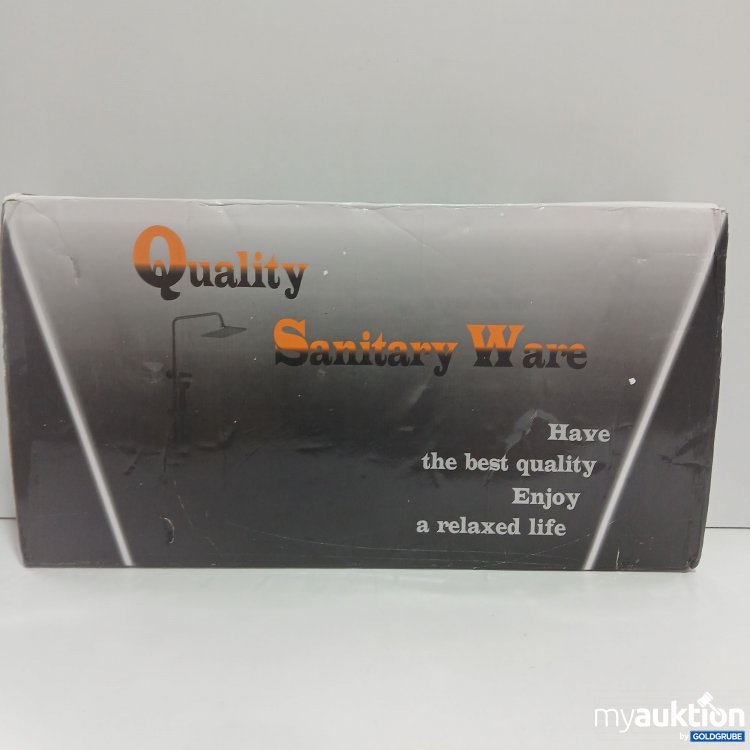 Quality
Sanitary Ware
Have
the best quality
Enjoy
a relaxed life
myauktion
by GOLDGRUBE